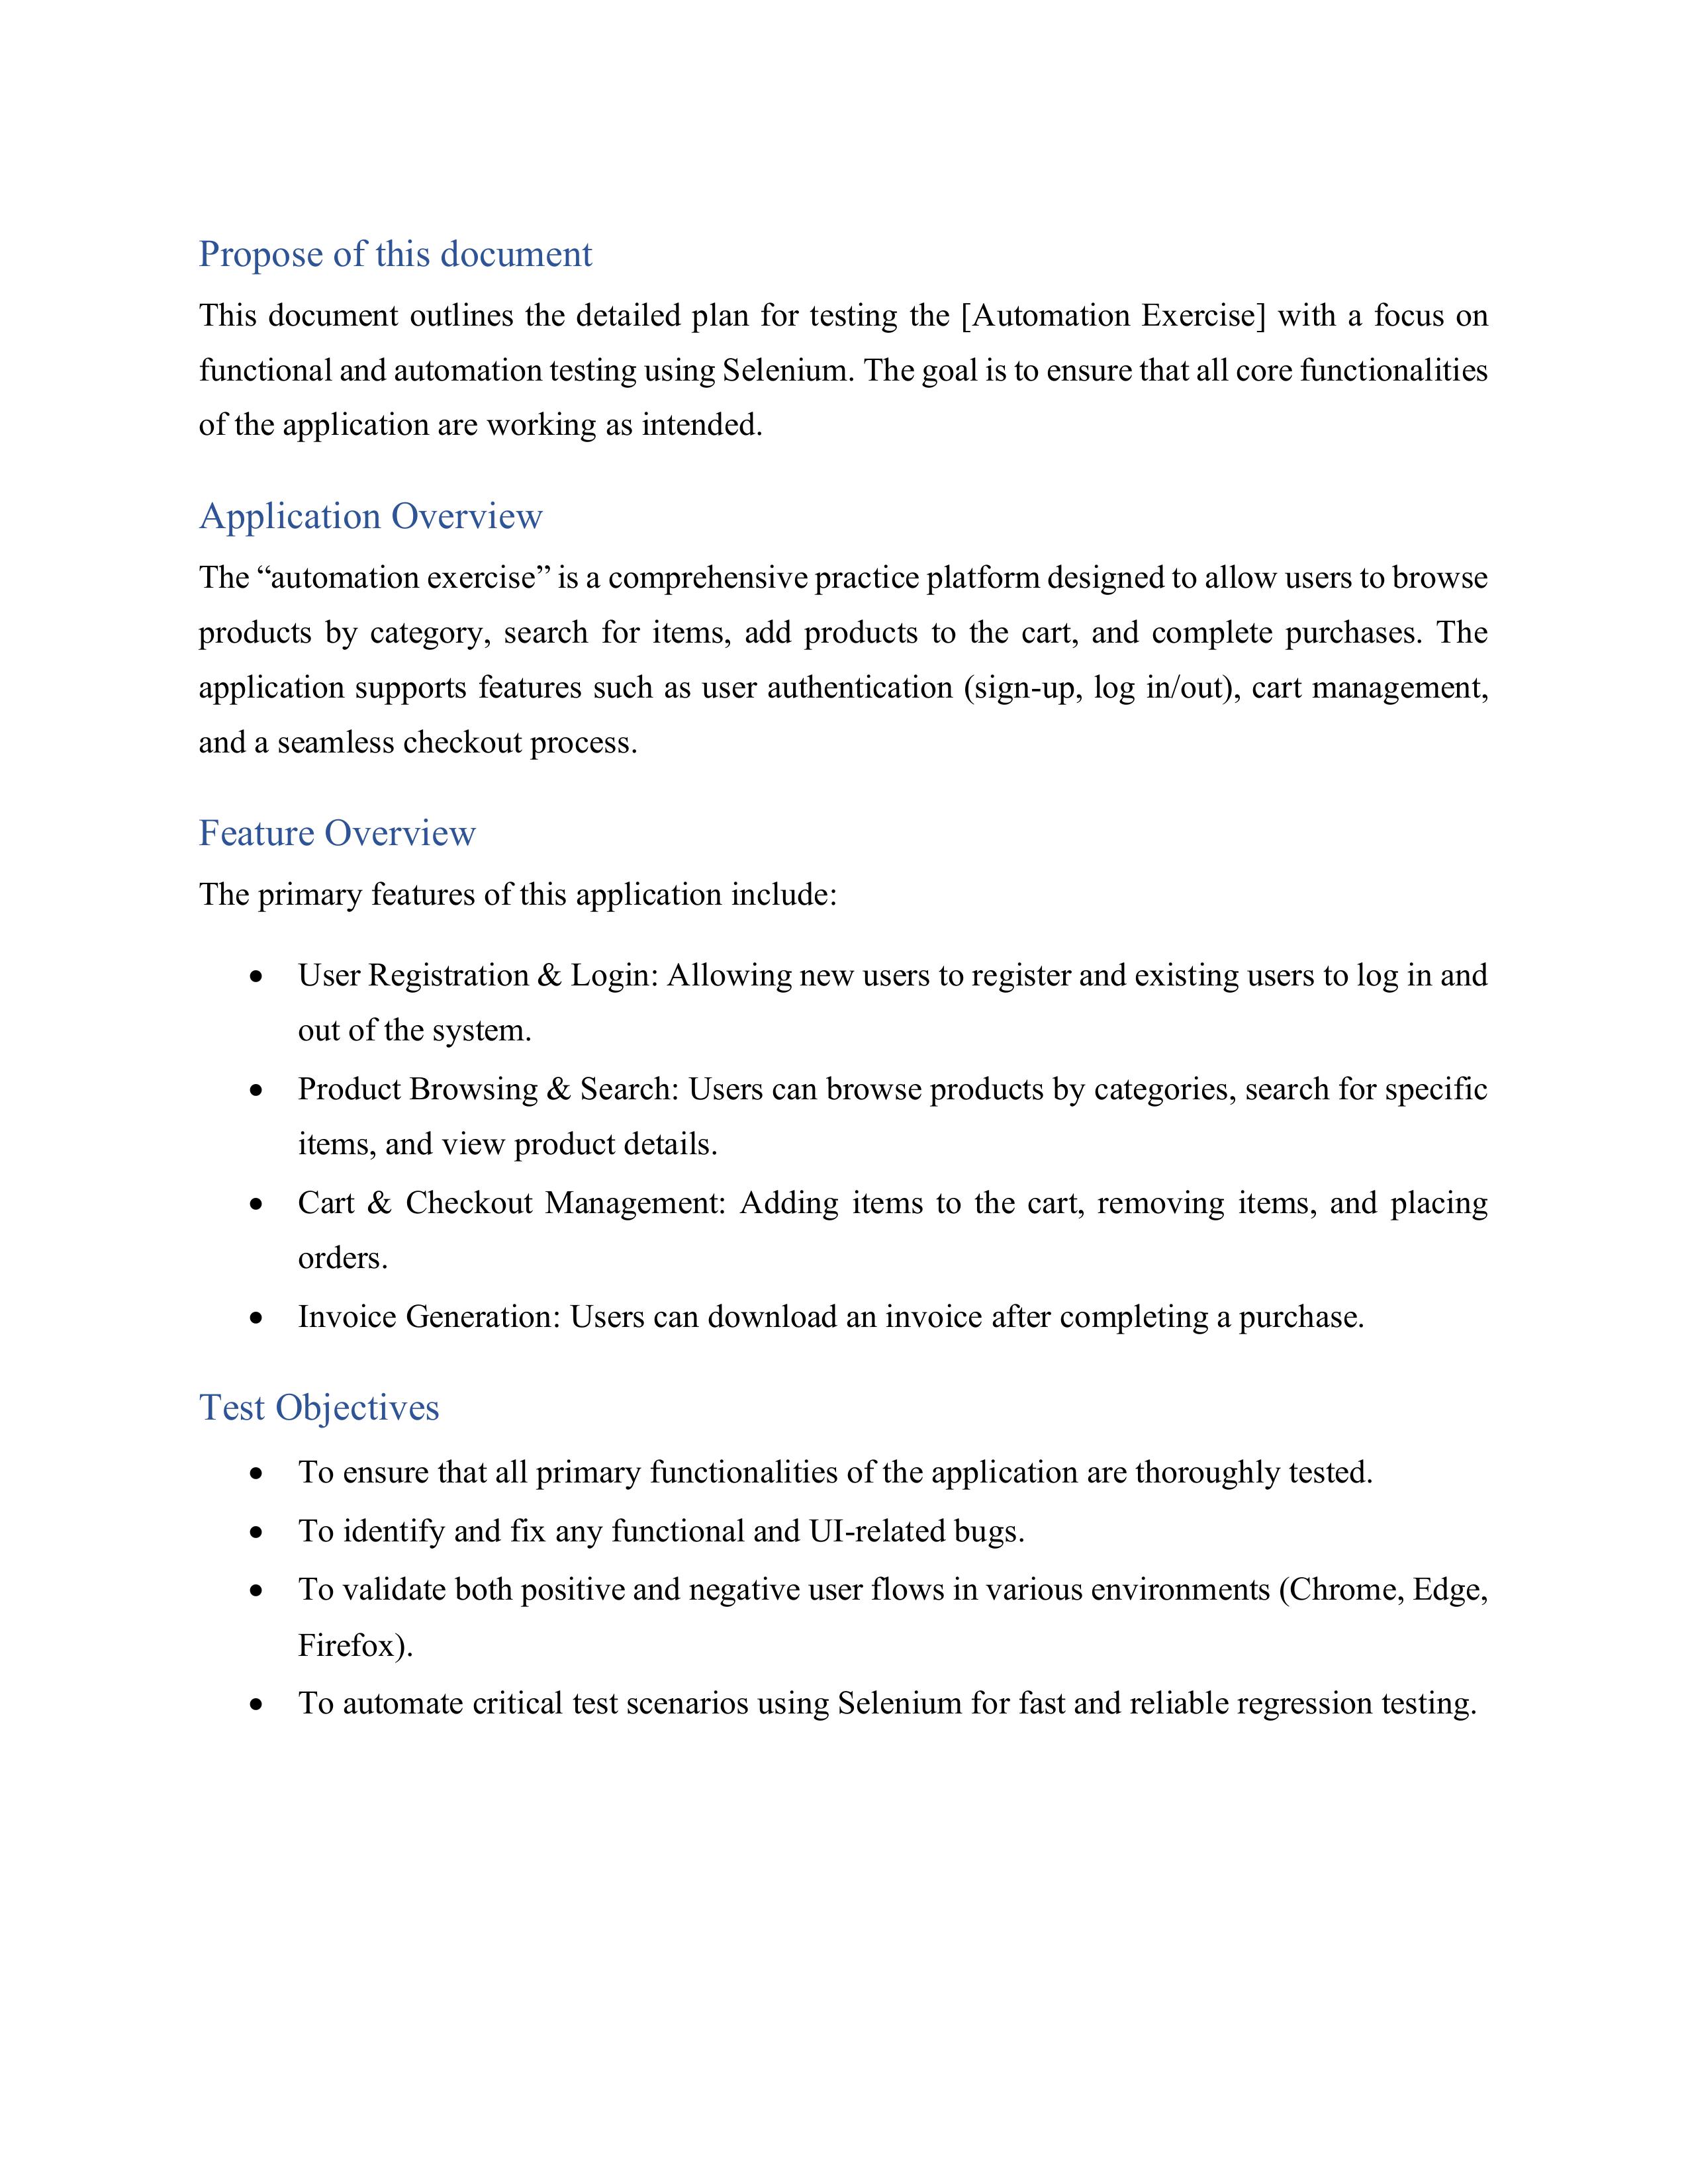 Propose of this document
This document outlines the detailed plan for testing the [Automation Exercise] with a focus on
functional and automation testing using Selenium. The goal is to ensure that all core functionalities
of the application are working as intended.
Application Overview
The “automation exercise” is a comprehensive practice platform designed to allow users to browse
products by category, search for items, add products to the cart, and complete purchases. The
application supports features such as user authentication (sign-up, log in/out), cart management,
and a seamless checkout process.
Feature Overview
The primary features of this application include:
• User Registration & Login: Allowing new users to register and existing users to log in and
out of the system.
• Product Browsing & Search: Users can browse products by categories, search for specific
items, and view product details.
• Cart & Checkout Management: Adding items to the cart, removing items, and placing
orders.
• Invoice Generation: Users can download an invoice after completing a purchase.
Test Objectives
• To ensure that all primary functionalities of the application are thoroughly tested.
• To identify and fix any functional and UI-related bugs.
• To validate both positive and negative user flows in various environments (Chrome, Edge,
Firefox).
• To automate critical test scenarios using Selenium for fast and reliable regression testing.